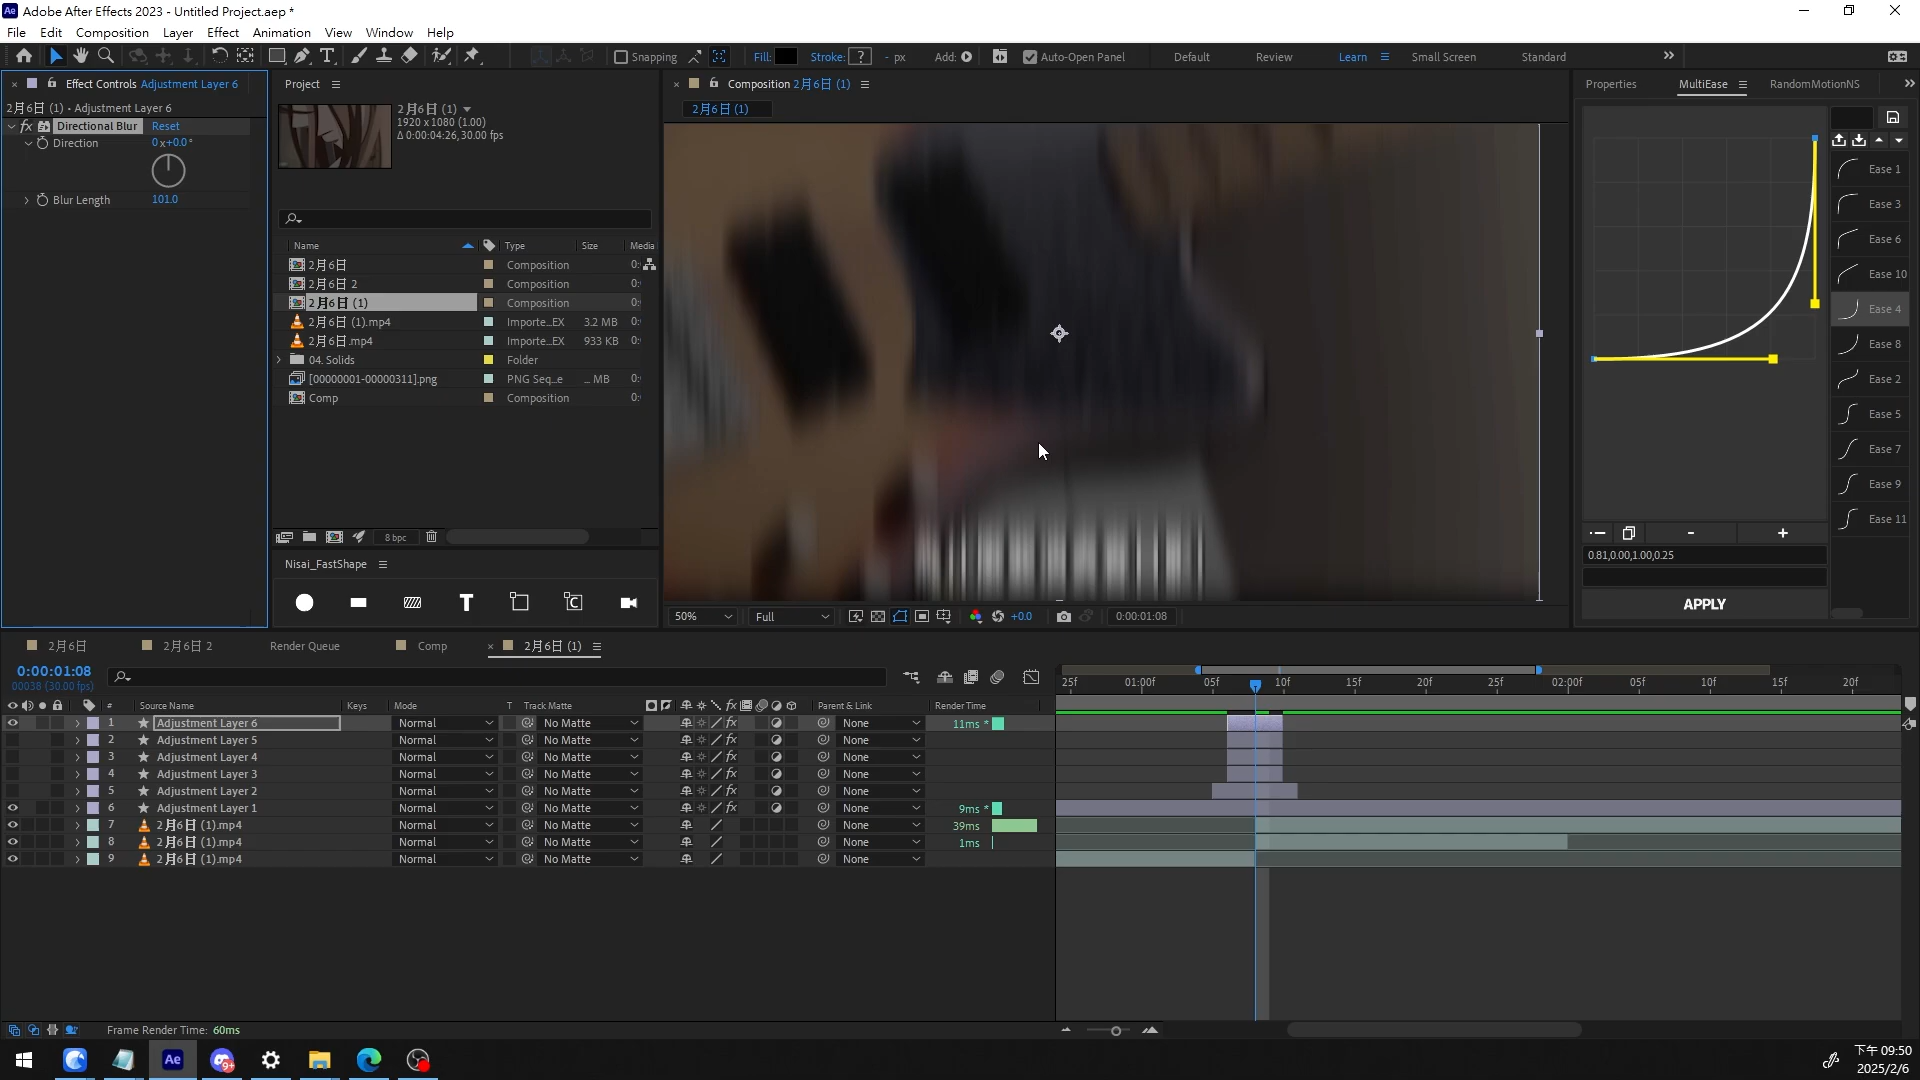 Adobe After Effects 2023 - Untitled Project.aep *
File Edit Composition Layer Effect Animation View Window Help
Snapping Fill: Stroke: ? - px Add: Auto-Open Panel Default Review Learn Small Screen Standard
Effect Controls Adjustment Layer 6
2月6日 (1) • Adjustment Layer 6
fx Directional Blur Reset
Direction 0x+0.0°
Blur Length 101.0
Project
2月6日 (1)
1920 x 1080 (1.00)
Δ 0:00:04:26, 30.00 fps
Name Type Size Media
2月6日 Composition 0:
2月6日 2 Composition 0:
2月6日 (1) Composition 0:
2月6日 (1).mp4 Importe...EX 3.2 MB 0:
2月6日.mp4 Importe...EX 933 KB 0:
04. Solids Folder
[00000001-00000311].png PNG Seq...e ... MB 0:
Comp Composition 0:
8 bpc
Nisai_FastShape
T C
Composition 2月6日 (1)
2月6日 (1)
50% Full +0.0 0:00:01:08
Properties MultiEase RandomMotionNS
Ease 1
Ease 3
Ease 6
Ease 10
Ease 4
Ease 8
Ease 2
Ease 5
Ease 7
Ease 9
Ease 11
- +
0.81,0.00,1.00,0.25
APPLY
2月6日 2月6日 2 Render Queue Comp 2月6日 (1)
0:00:01:08
00038 (30.00 fps)
25f 01:00f 05f 10f 15f 20f 25f 02:00f 05f 10f 15f 20f
# Source Name Keys Mode T Track Matte fx Parent & Link Render Time
1 Adjustment Layer 6 Normal No Matte fx None 11ms *
2 Adjustment Layer 5 Normal No Matte fx None
3 Adjustment Layer 4 Normal No Matte fx None
4 Adjustment Layer 3 Normal No Matte fx None
5 Adjustment Layer 2 Normal No Matte fx None
6 Adjustment Layer 1 Normal No Matte fx None 9ms *
7 2月6日 (1).mp4 Normal No Matte None 39ms
8 2月6日 (1).mp4 Normal No Matte None 1ms
9 2月6日 (1).mp4 Normal No Matte None
Frame Render Time: 60ms
Ae 9+
下午 09:50
2025/2/6